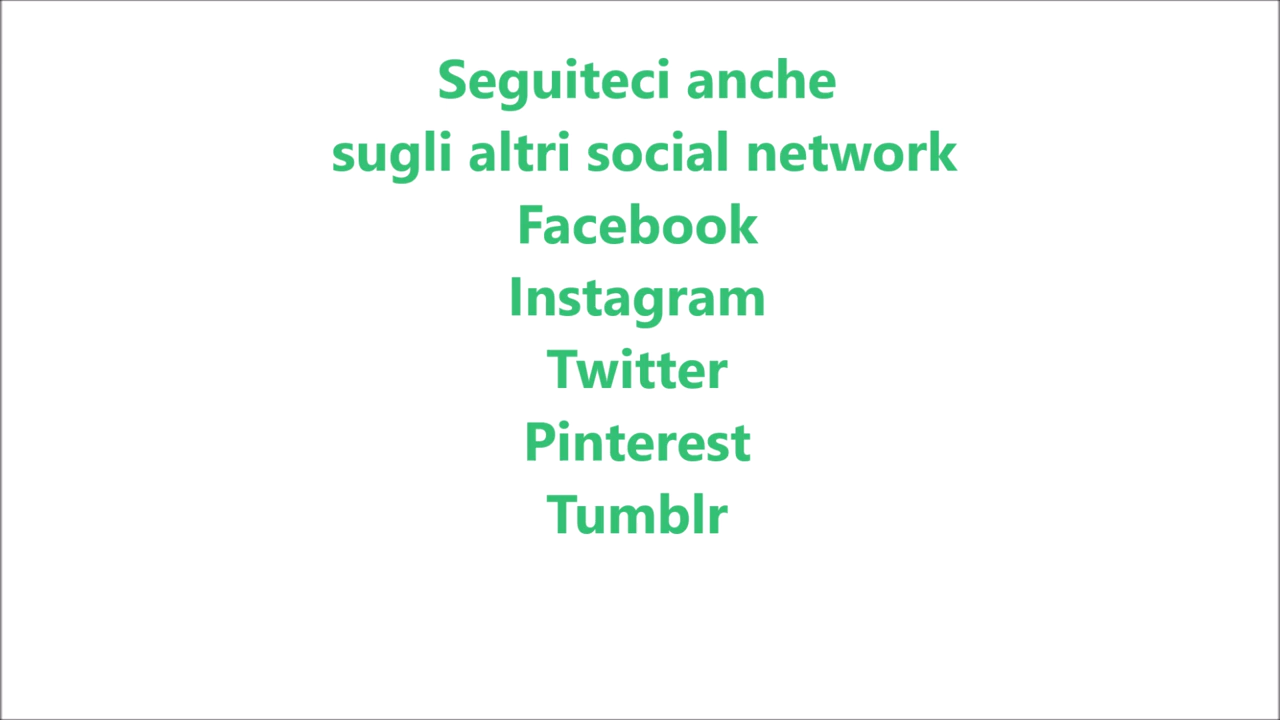 Seguiteci anche
sugli altri social network
Facebook
Instagram
Twitter
Pinterest
Tumblr